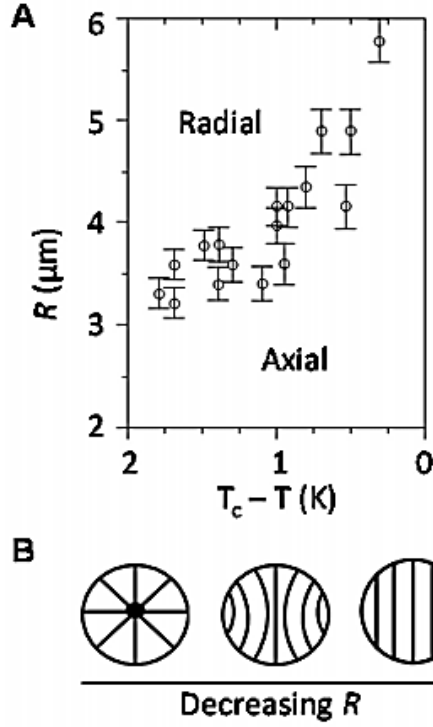 A
6
Radial
5
R (μm)
4
3
Axial
2
2 1 0
T_c – T (K)
B
Decreasing R